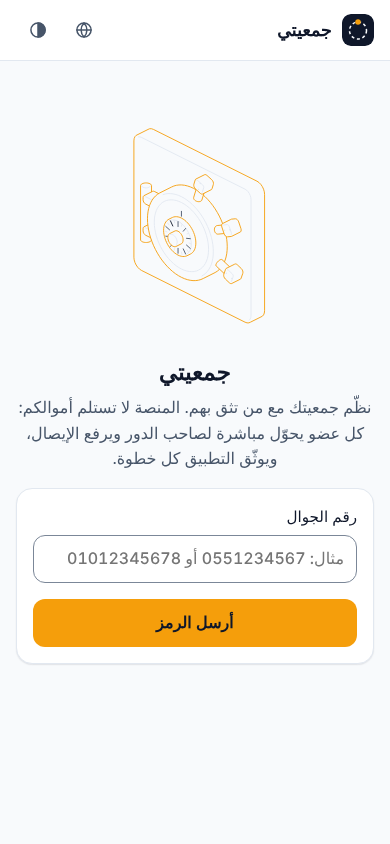 جمعيتي
جمعيتي
نظّم جمعيتك مع من تثق بهم. المنصة لا تستلم أموالكم:
كل عضو يحوّل مباشرة لصاحب الدور ويرفع الإيصال،
ويوثّق التطبيق كل خطوة.
رقم الجوال
مثال: 0551234567 أو 01012345678
أرسل الرمز